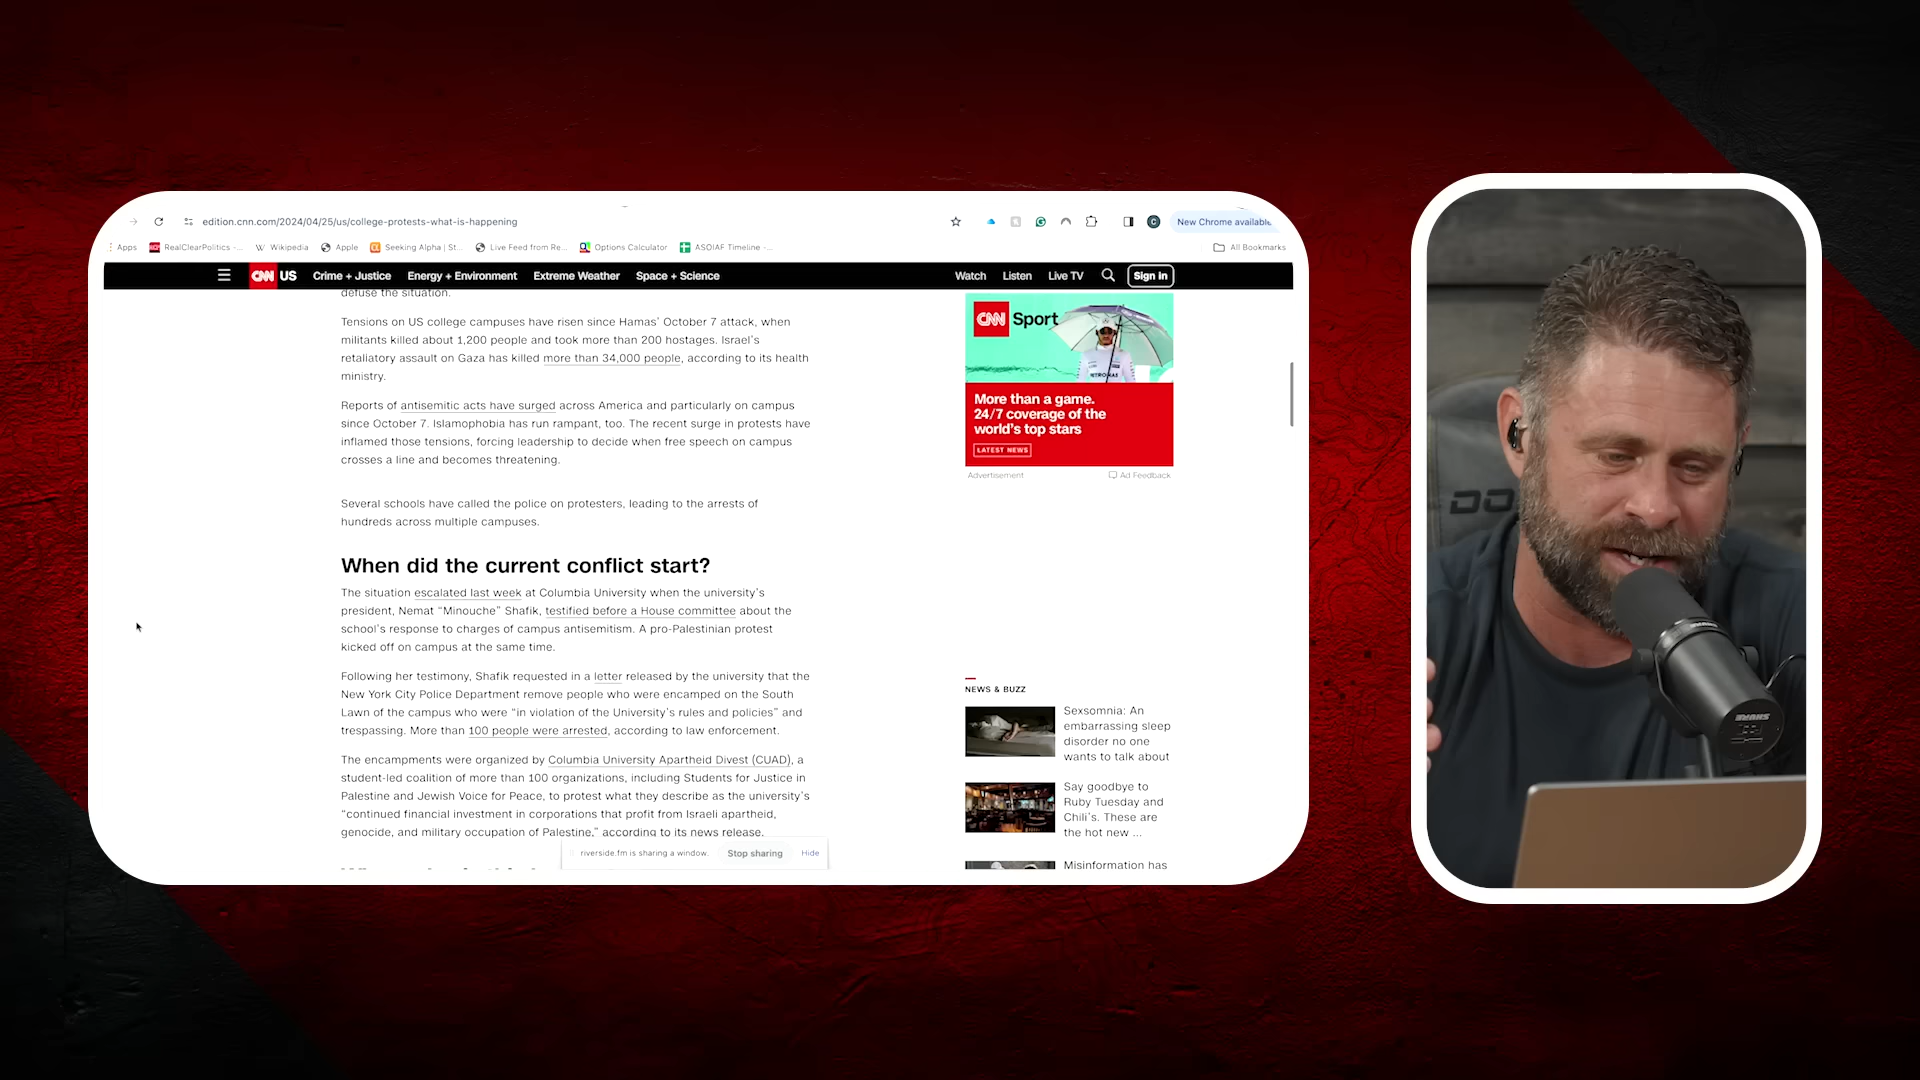 edition.cnn.com/2024/04/25/us/college-protests-what-is-happening
New Chrome available
Apps
RealClearPolitics -...
Wikipedia
Apple
Seeking Alpha | St...
Live Feed from Re...
Options Calculator
ASDIAF Timeline -...
All Bookmarks
CNN US Crime + Justice Energy + Environment Extreme Weather Space + Science Watch Listen Live TV Sign in
defuse the situation.
Tensions on US college campuses have risen since Hamas' October 7 attack, when
militants killed about 1,200 people and took more than 200 hostages. Israel's
retaliatory assault on Gaza has killed more than 34,000 people, according to its health
ministry.
Reports of antisemitic acts have surged across America and particularly on campus
since October 7. Islamophobia has run rampant, too. The recent surge in protests have
inflamed those tensions, forcing leadership to decide when free speech on campus
crosses a line and becomes threatening.
Several schools have called the police on protesters, leading to the arrests of
hundreds across multiple campuses.
When did the current conflict start?
The situation escalated last week at Columbia University when the university's
president, Nemat "Minouche" Shafik, testified before a House committee about the
school's response to charges of campus antisemitism. A pro-Palestinian protest
kicked off on campus at the same time.
Following her testimony, Shafik requested in a letter released by the university that the
New York City Police Department remove people who were encamped on the South
Lawn of the campus who were "in violation of the University's rules and policies" and
trespassing. More than 100 people were arrested, according to law enforcement.
The encampments were organized by Columbia University Apartheid Divest (CUAD), a
student-led coalition of more than 100 organizations, including Students for Justice in
Palestine and Jewish Voice for Peace, to protest what they describe as the university's
"continued financial investment in corporations that profit from Israeli apartheid,
genocide, and military occupation of Palestine," according to its news release.
riverside.fm is sharing a window. Stop sharing Hide
CNN Sport
PETRONAS
More than a game.
24/7 coverage of the
world's top stars
LATEST NEWS
Advertisement
Ad Feedback
NEWS & BUZZ
Sexsomnia: An
embarrassing sleep
disorder no one
wants to talk about
Say goodbye to
Ruby Tuesday and
Chili's. These are
the hot new ...
Misinformation has
SHURE